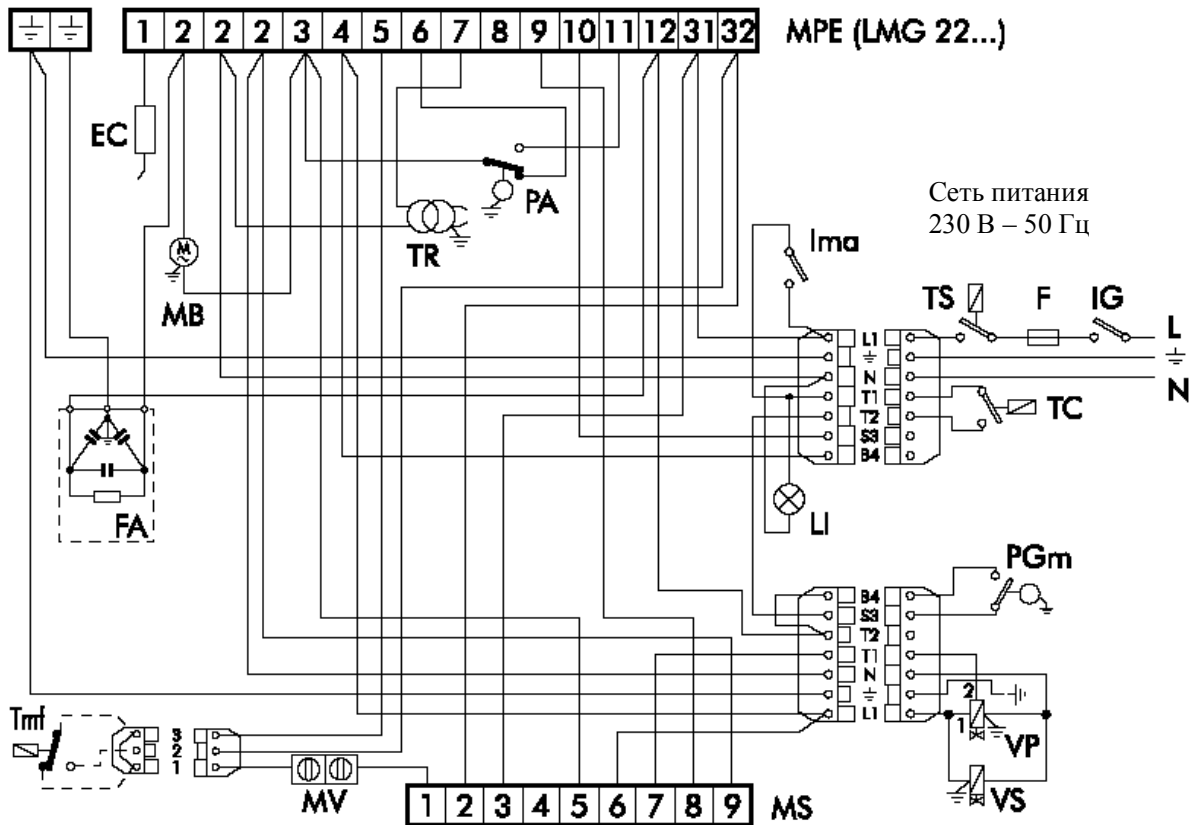 1 2 2 2 3 4 5 6 7 8 9 10 11 12 31 32 MPE (LMG 22...)
EC
PA
TR
M
~
MB
Сеть питания
230 В – 50 Гц
Ima
TS F IG
L
N
TC
L1
N
T1
T2
S3
B4
LI
FA
PGm
B4
S3
T2
T1
N
L1
2
1
VP
VS
Tmf
3
2
1
MV
1 2 3 4 5 6 7 8 9 MS